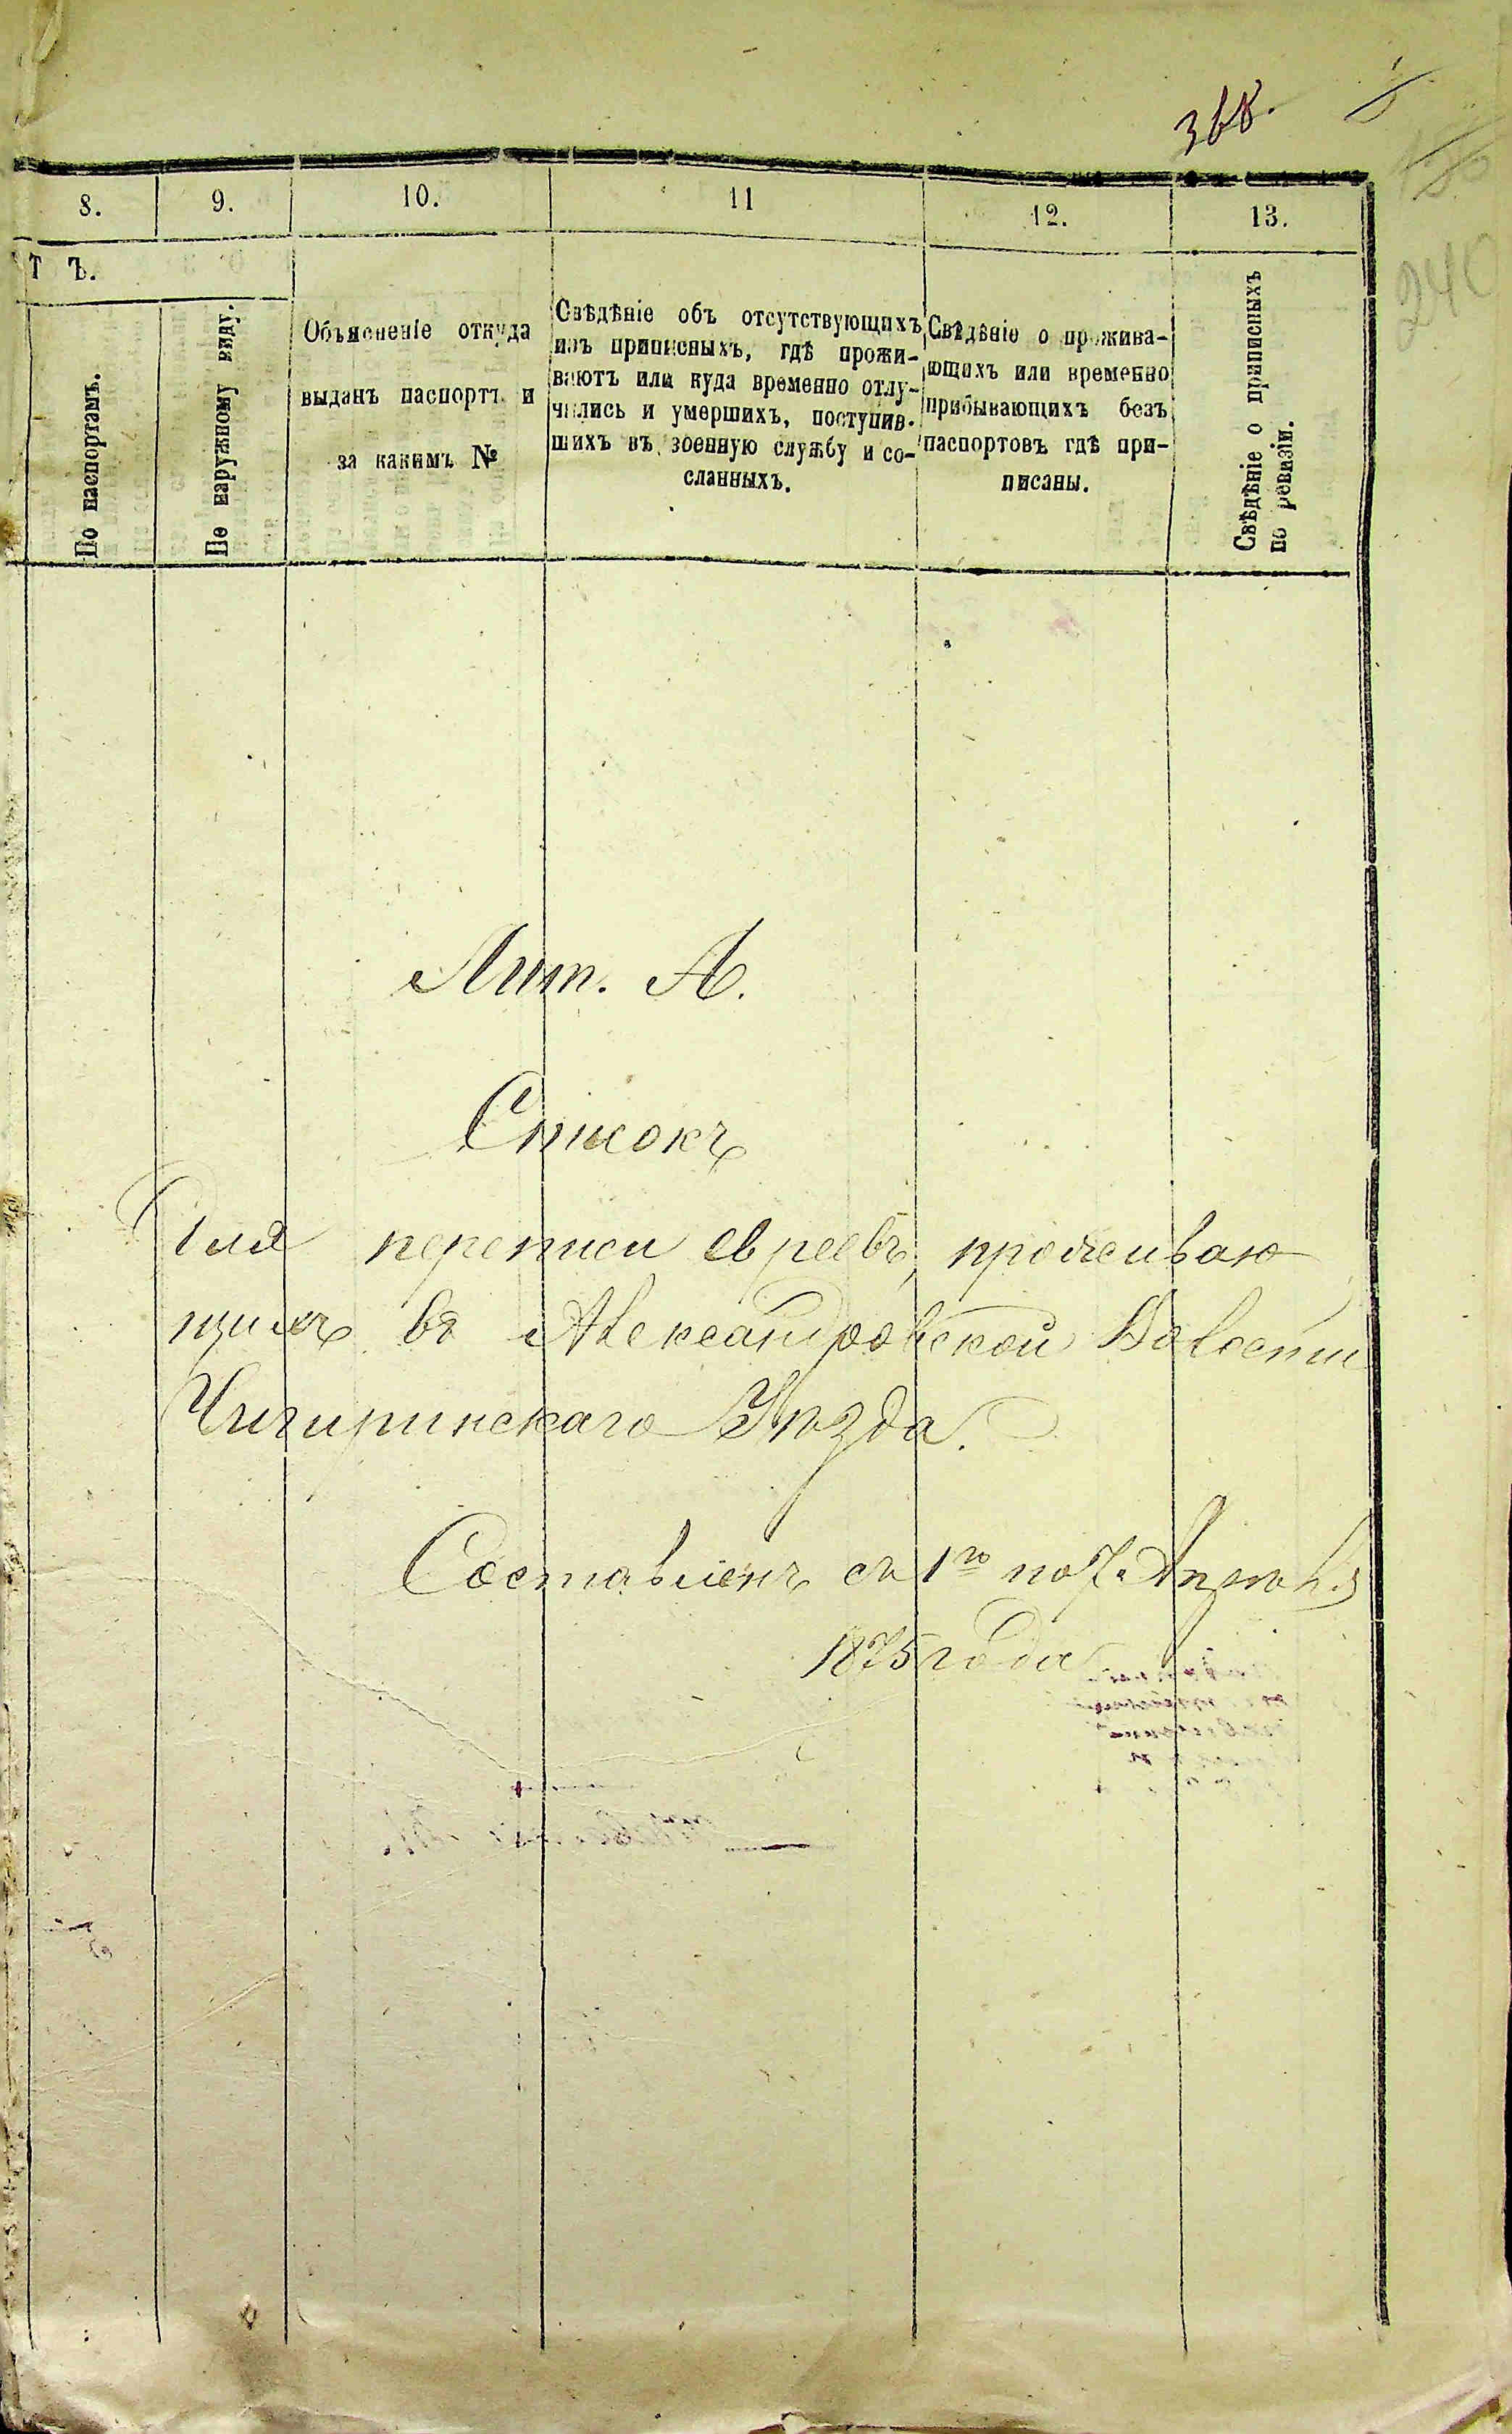 368.
240
8. 9. 10. 11 12. 13.
Т Ъ.
По паспортамъ.
По наружному виду.
Объясненіе откуда
выданъ паспортъ и
за какимъ №
Свѣдѣніе объ отсутствующихъ
изъ приписныхъ, гдѣ прожи-
ваютъ или куда временно отлу-
чились и умершихъ, поступив-
шихъ въ военную службу и со-
сланныхъ.
Свѣдѣніе о прожива-
ющихъ или временно
прибывающихъ безъ
паспортовъ гдѣ при-
писаны.
Свѣдѣніе о приписныхъ
по ревизіи.
Лит. А.
Списокъ
Для переписи евреевъ, проживаю
щихъ въ Александровской Волости
Чигиринскаго Уѣзда.
Составленъ съ 1го по 7 Апрѣля
1875 года